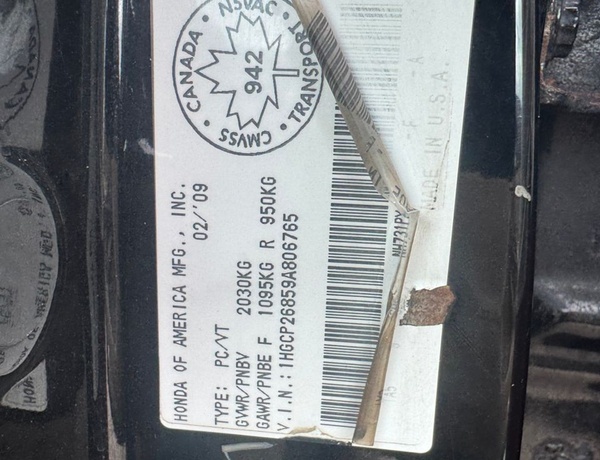 CANADA • NSVAC • TRANSPORT • CMVSS •
942
HONDA OF AMERICA MFG., INC.
02/'09
TYPE: PC/VT
GVWR/PNBV 2030KG
GAWR/PNBE F 1095KG R 950KG
V.I.N.: 1HGCP26859A806765
F - A
MADE IN U.S.A.